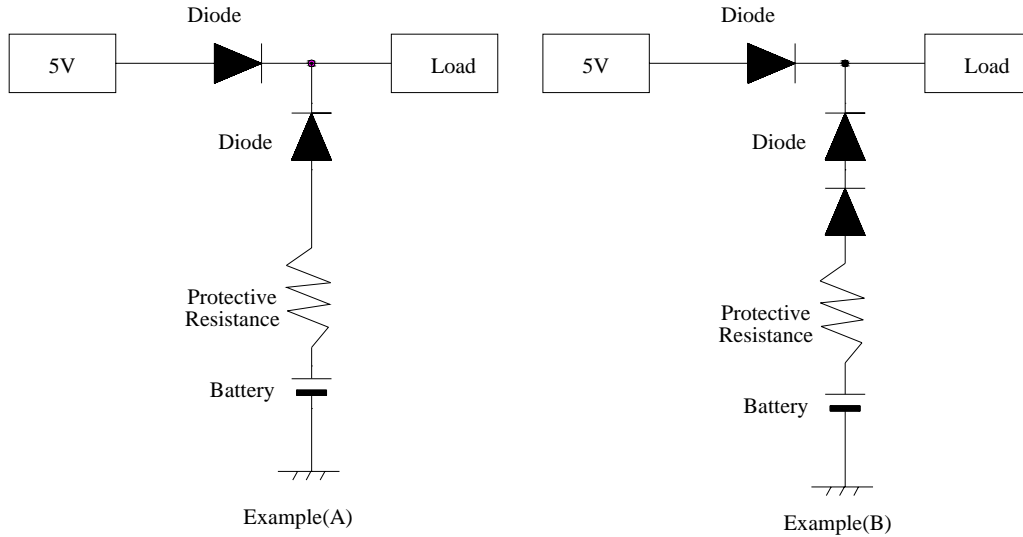 Diode
5V
Load
Diode
Protective
Resistance
Battery
Example(A)
Diode
5V
Load
Diode
Protective
Resistance
Battery
Example(B)